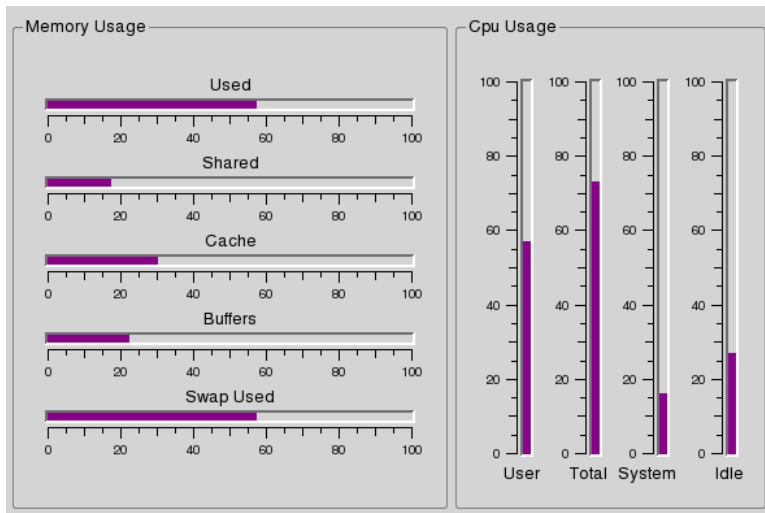 Memory Usage
Used
0 20 40 60 80 100
Shared
0 20 40 60 80 100
Cache
0 20 40 60 80 100
Buffers
0 20 40 60 80 100
Swap Used
0 20 40 60 80 100
Cpu Usage
100 100 100 100
80 80 80 80
60 60 60 60
40 40 40 40
20 20 20 20
0 0 0 0
User Total System Idle